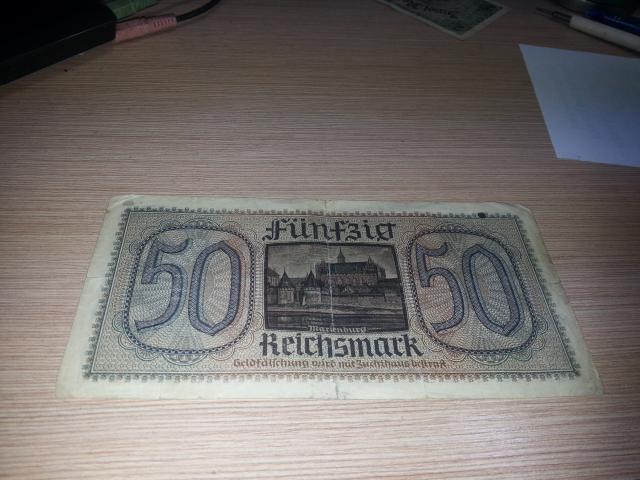 Fünfzig
50
50
Marienburg
Reichsmark
Geldfälschung wird mit Zuchthaus bestraft